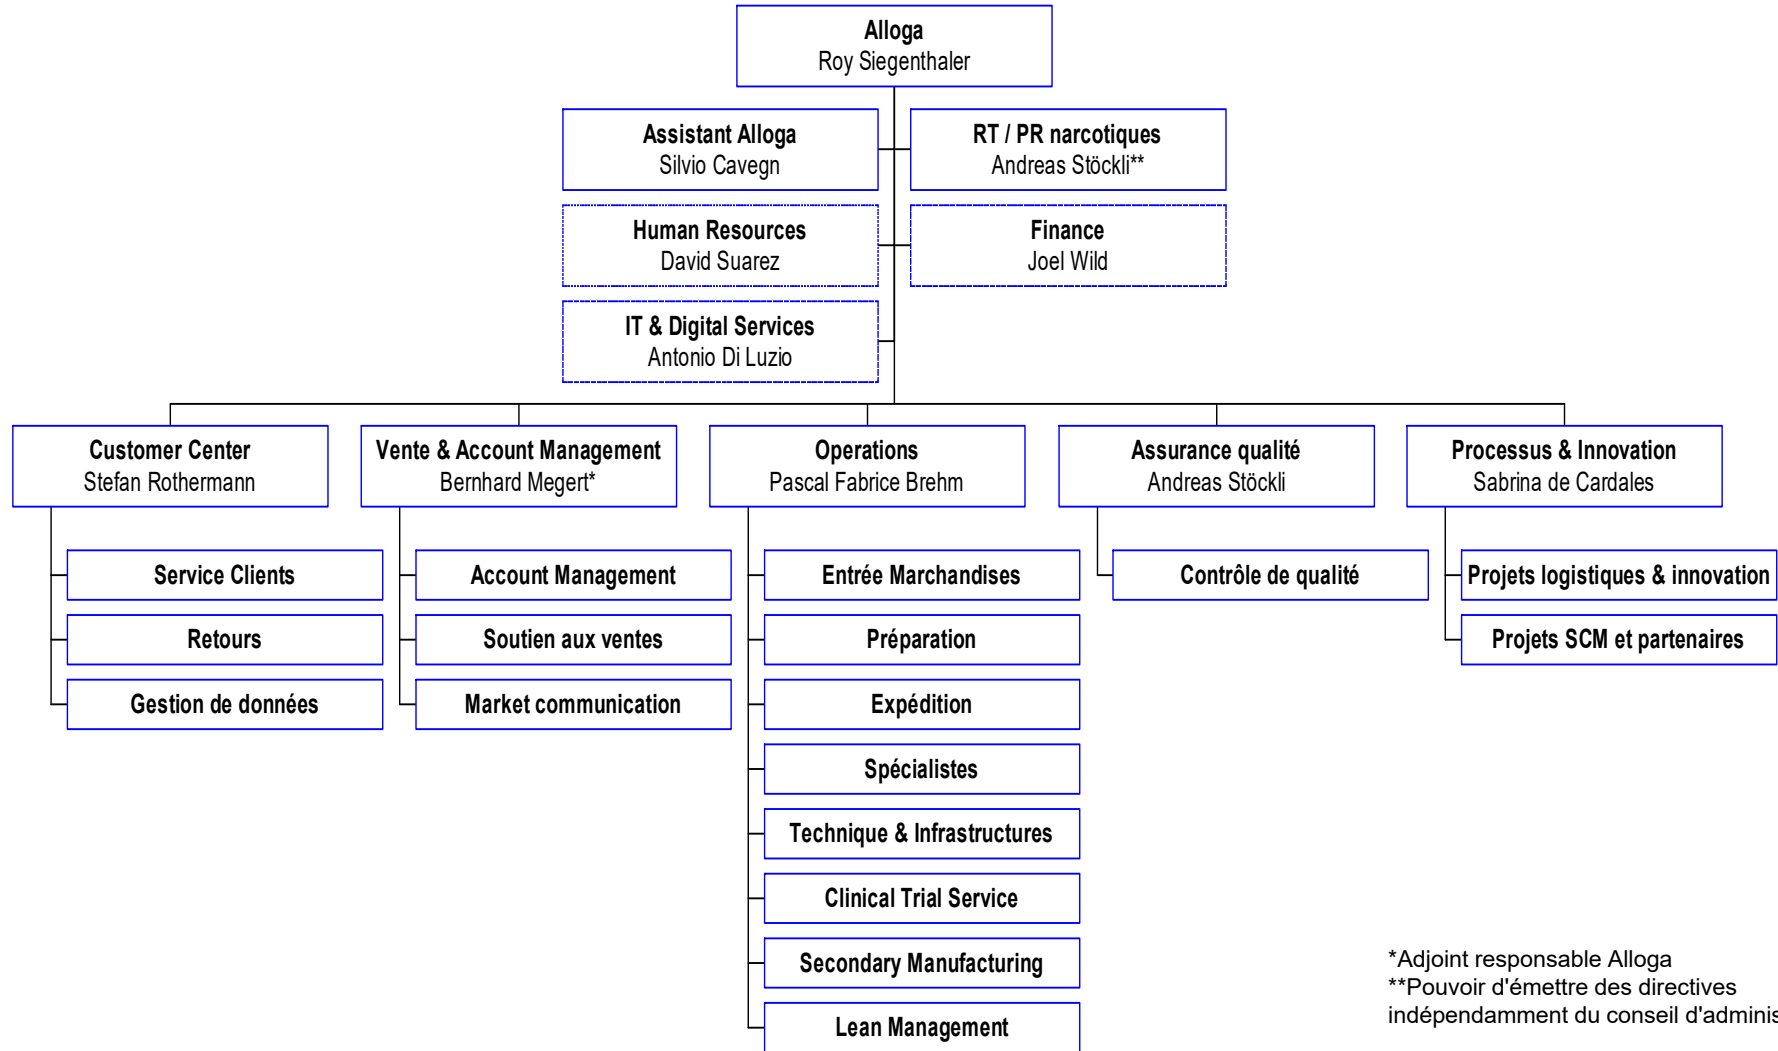 Alloga
Roy Siegenthaler
Assistant Alloga
Silvio Cavegn
RT / PR narcotiques
Andreas Stöckli**
Human Resources
David Suarez
Finance
Joel Wild
IT & Digital Services
Antonio Di Luzio
Customer Center
Stefan Rothermann
Vente & Account Management
Bernhard Megert*
Operations
Pascal Fabrice Brehm
Assurance qualité
Andreas Stöckli
Processus & Innovation
Sabrina de Cardales
Service Clients
Retours
Gestion de données
Account Management
Soutien aux ventes
Market communication
Entrée Marchandises
Préparation
Expédition
Spécialistes
Technique & Infrastructures
Clinical Trial Service
Secondary Manufacturing
Lean Management
Contrôle de qualité
Projets logistiques & innovation
Projets SCM et partenaires
*Adjoint responsable Alloga
**Pouvoir d'émettre des directives
indépendamment du conseil d'adminis